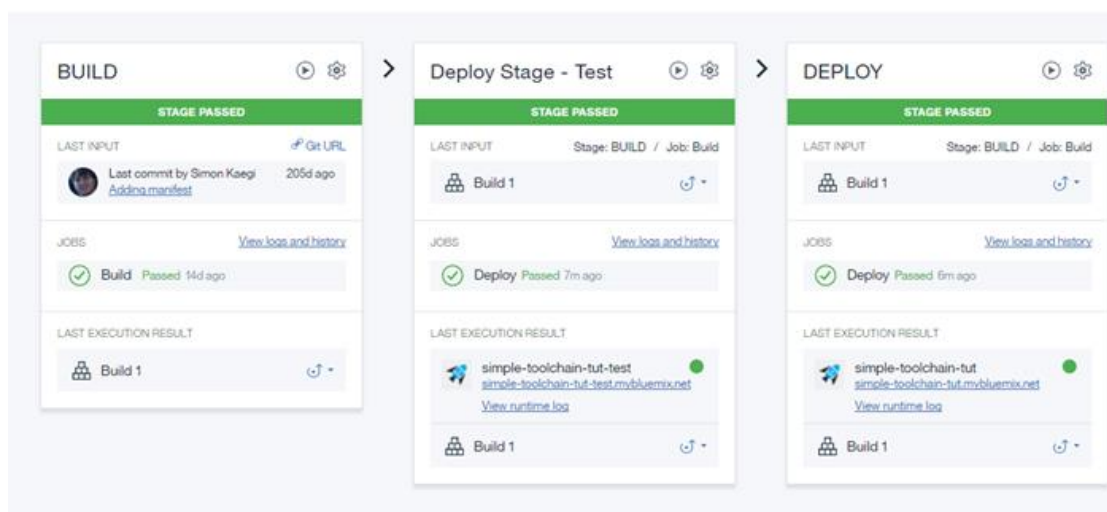 BUILD
STAGE PASSED
LAST INPUT
Git URL
Last commit by Simon Kaegi
205d ago
Adding manifest
JOBS
View logs and history
Build Passed 14d ago
LAST EXECUTION RESULT
Build 1
Deploy Stage - Test
STAGE PASSED
LAST INPUT
Stage: BUILD / Job: Build
Build 1
JOBS
View logs and history
Deploy Passed 7m ago
LAST EXECUTION RESULT
simple-toolchain-tut-test
simple-toolchain-tut-test.mybluemix.net
View runtime log
Build 1
DEPLOY
STAGE PASSED
LAST INPUT
Stage: BUILD / Job: Build
Build 1
JOBS
View logs and history
Deploy Passed 6m ago
LAST EXECUTION RESULT
simple-toolchain-tut
simple-toolchain-tut.mybluemix.net
View runtime log
Build 1